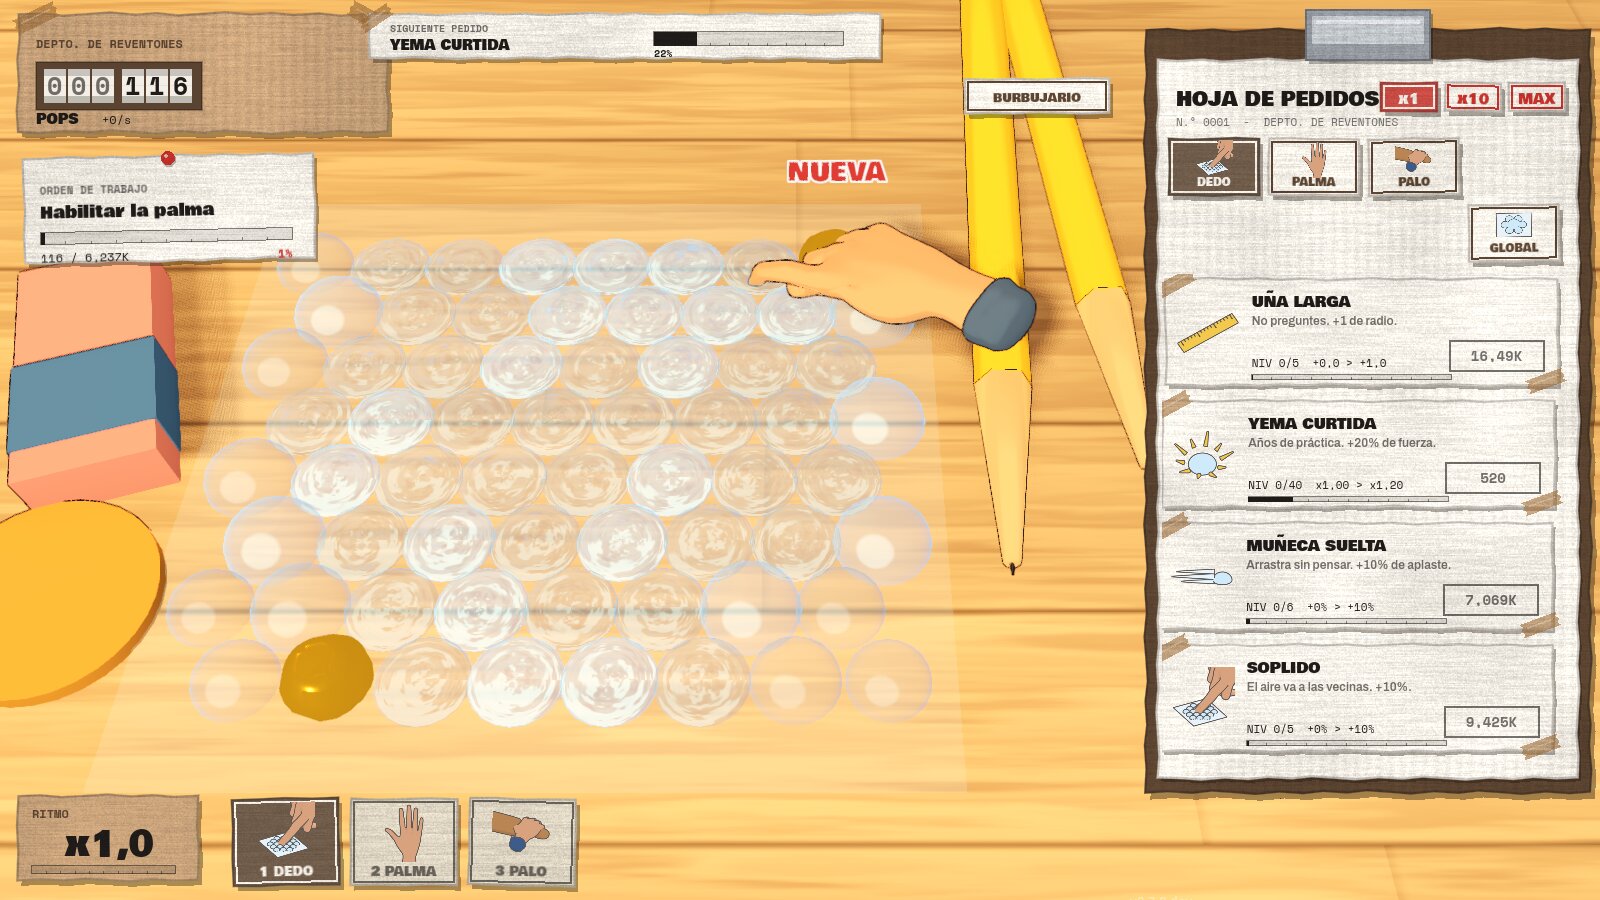 DEPTO. DE REVENTONES
000116
POPS +0/s
SIGUIENTE PEDIDO
YEMA CURTIDA
22%
BURBUJARIO
ORDEN DE TRABAJO
Habilitar la palma
116 / 6,237K
1%
NUEVA
HOJA DE PEDIDOS
x1
x10
MAX
N.° 0001 - DEPTO. DE REVENTONES
DEDO
PALMA
PALO
GLOBAL
UÑA LARGA
No preguntes. +1 de radio.
NIV 0/5 +0,0 > +1,0
16,49K
YEMA CURTIDA
Años de práctica. +20% de fuerza.
NIV 0/40 x1,00 > x1,20
520
MUÑECA SUELTA
Arrastra sin pensar. +10% de aplaste.
NIV 0/6 +0% > +10%
7,069K
SOPLIDO
El aire va a las vecinas. +10%.
NIV 0/5 +0% > +10%
9,425K
RITMO
x1,0
1 DEDO
2 PALMA
3 PALO